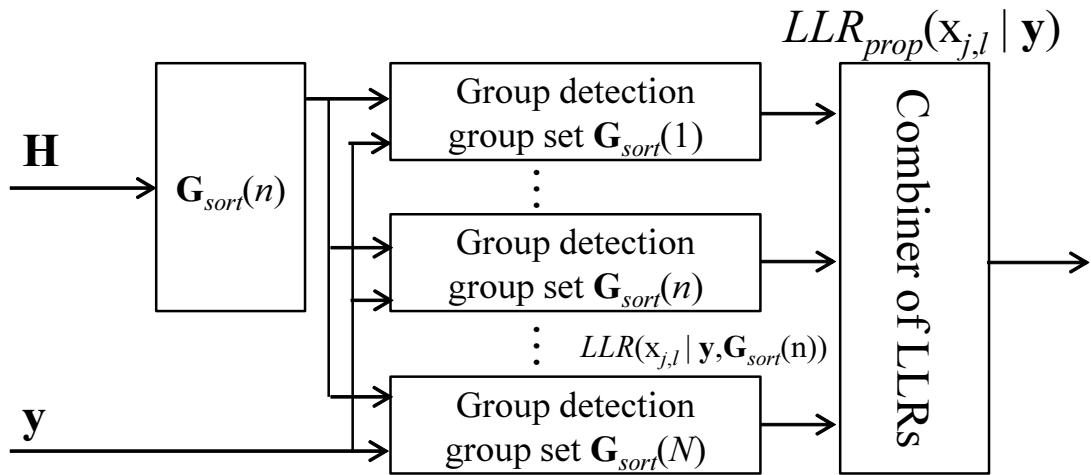 LLR_prop(x_j,l | y)
H
G_sort(n)
Group detection
group set G_sort(1)
⋮
Group detection
group set G_sort(n)
⋮
LLR(x_j,l | y,G_sort(n))
y
Group detection
group set G_sort(N)
Combiner of LLRs